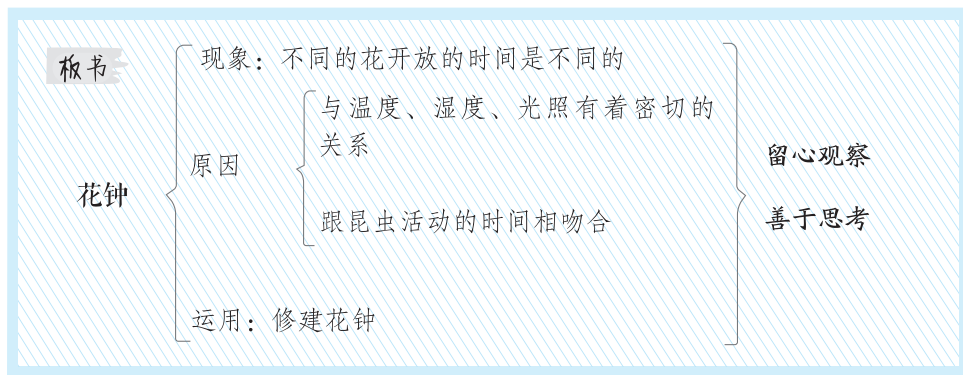 板书
花钟
现象：不同的花开放的时间是不同的
原因
与温度、湿度、光照有着密切的
关系
跟昆虫活动的时间相吻合
运用：修建花钟
留心观察
善于思考